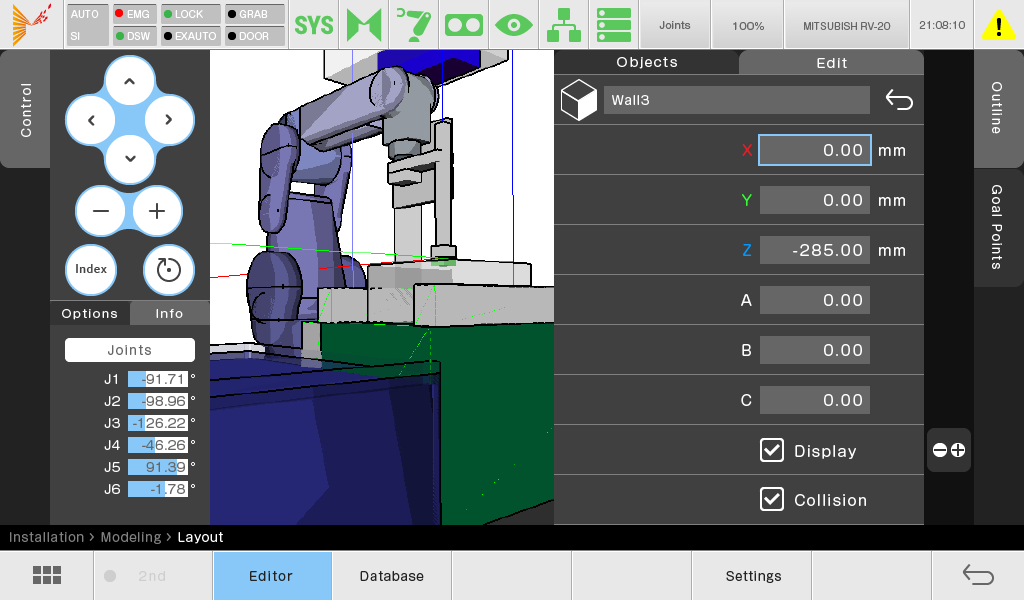 AUTO
SI
EMG
DSW
LOCK
EXAUTO
GRAB
DOOR
SYS
Joints
100%
MITSUBISH RV-20
21:08:10
Control
Index
Options
Info
Joints
J1 -91.71 °
J2 -98.96 °
J3 -126.22 °
J4 -46.26 °
J5 91.39 °
J6 -1.78 °
Objects
Edit
Wall3
X 0.00 mm
Y 0.00 mm
Z -285.00 mm
A 0.00
B 0.00
C 0.00
Display
Collision
Outline
Goal Points
Installation > Modeling > Layout
2nd
Editor
Database
Settings